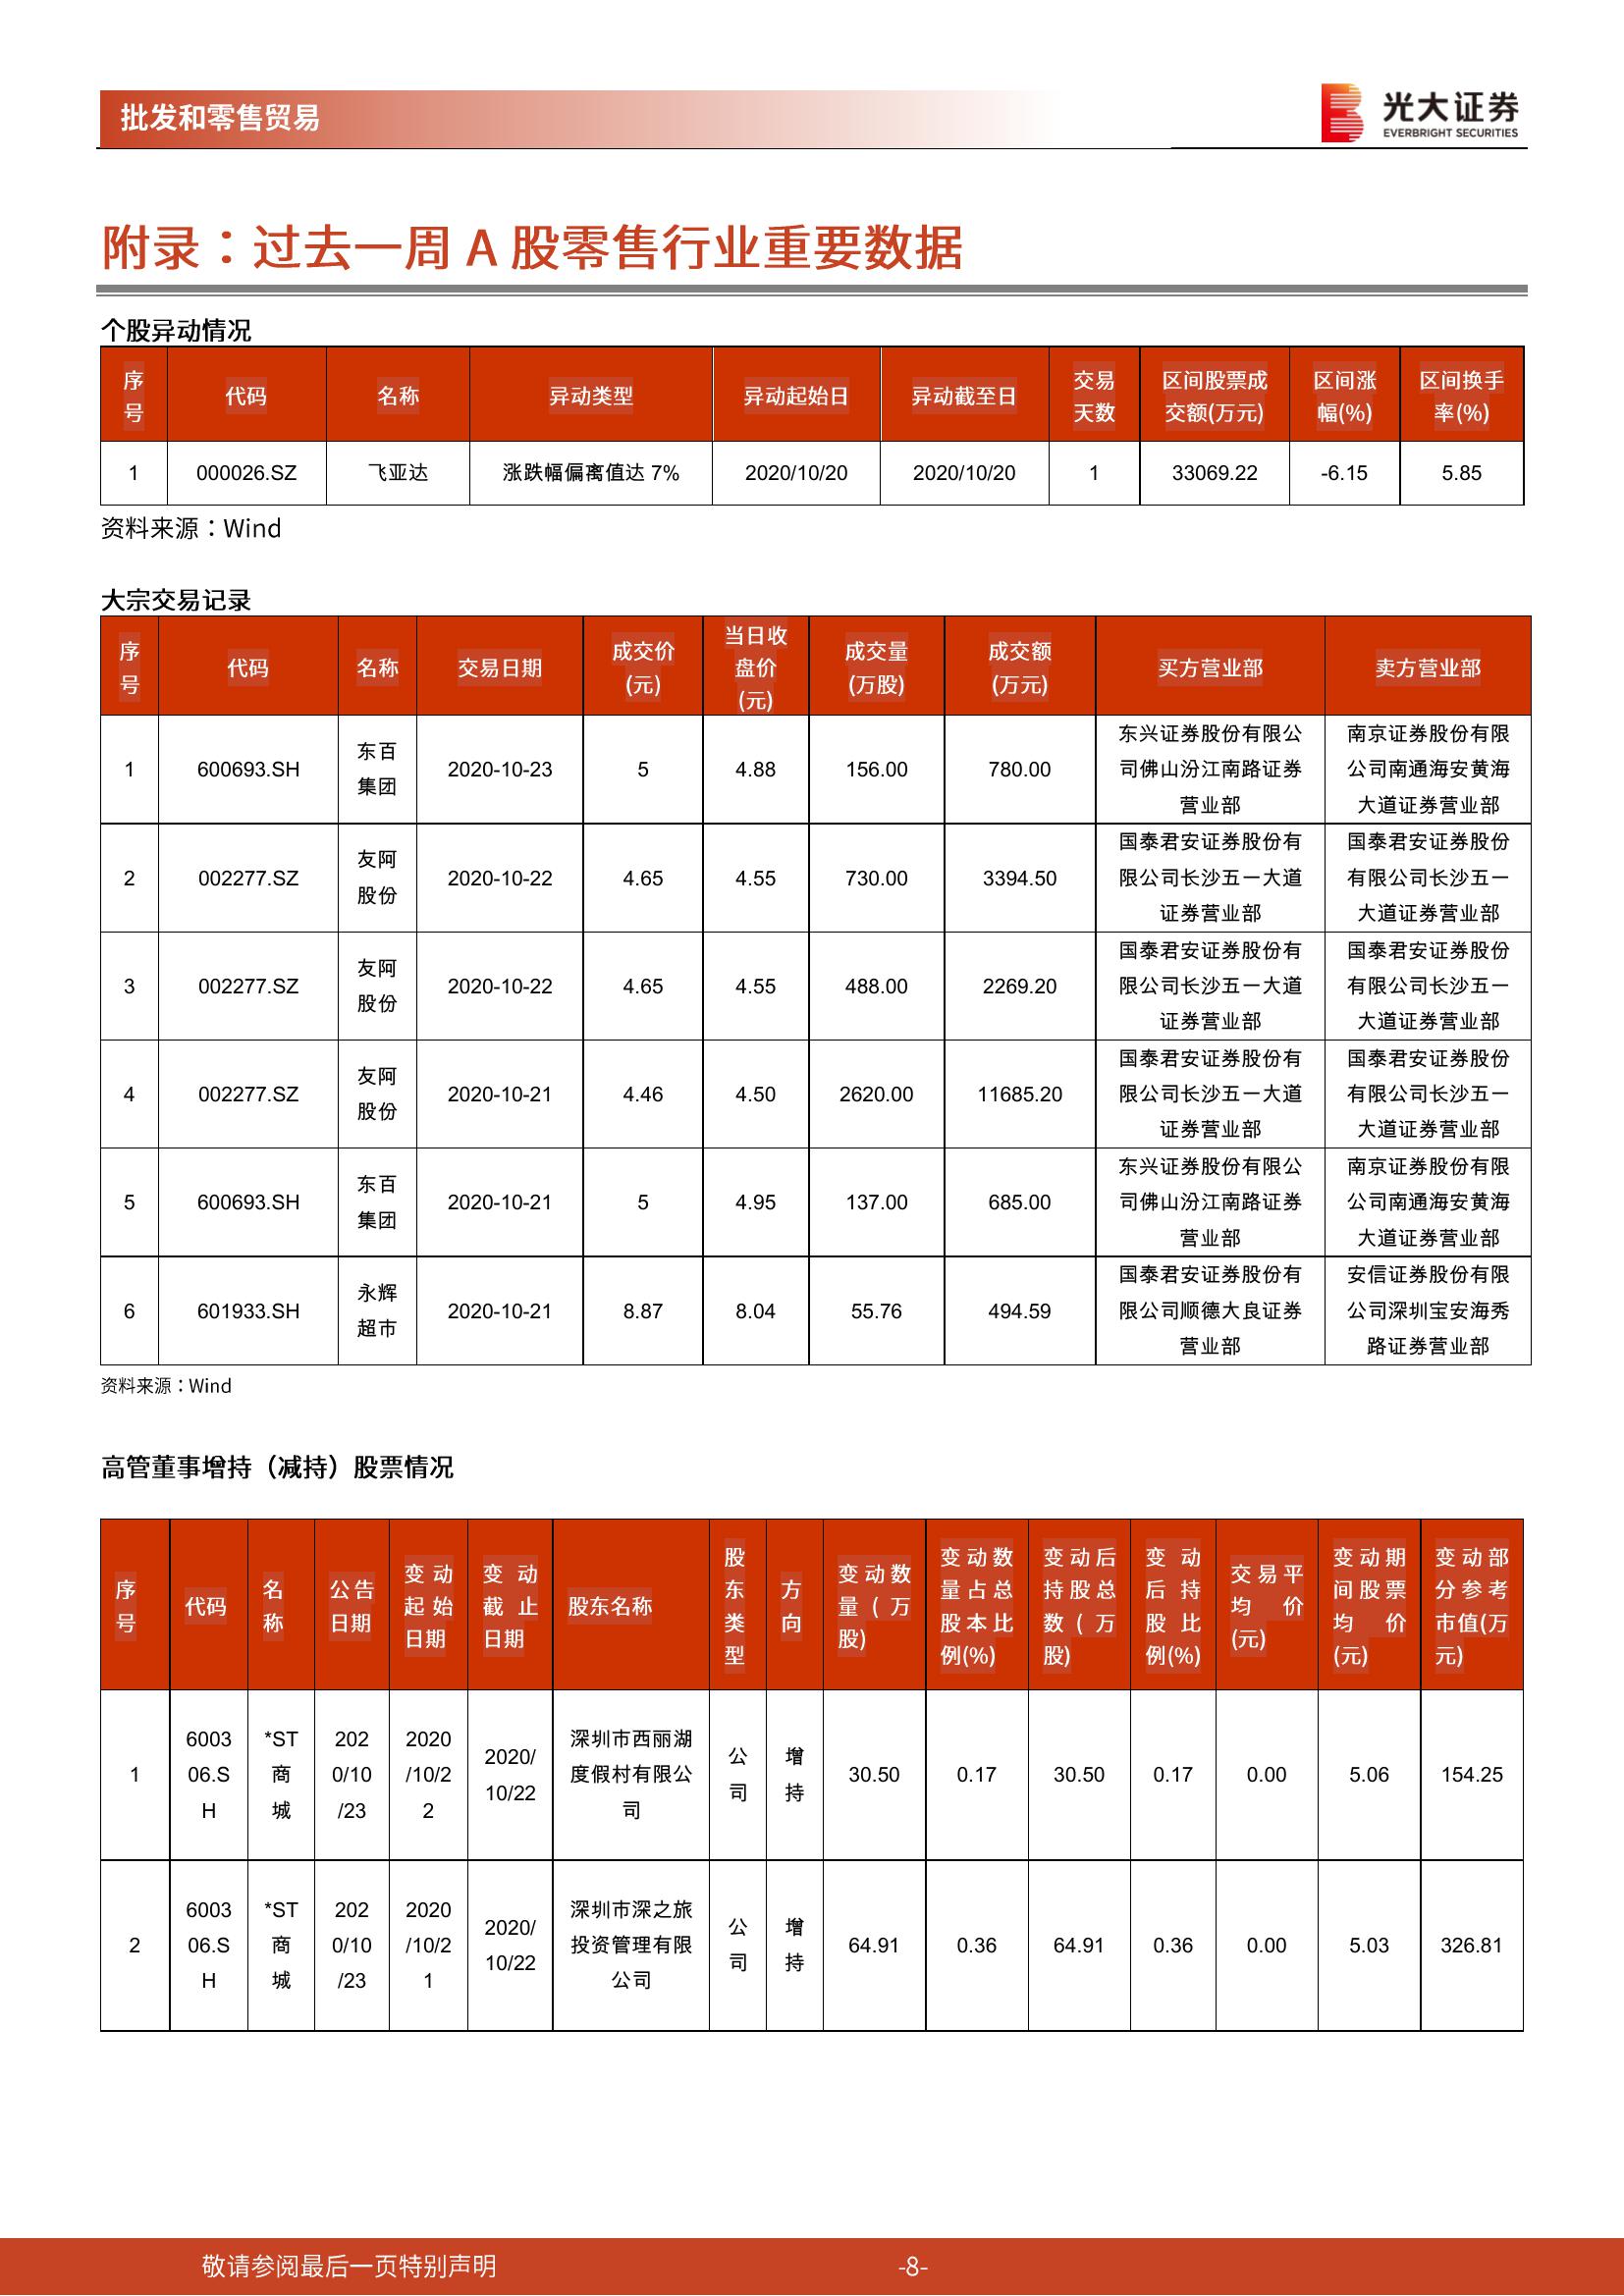 批发和零售贸易
光大证券
EVERBRIGHT SECURITIES
附录：过去一周 A 股零售行业重要数据
个股异动情况
序号 代码 名称 异动类型 异动起始日 异动截至日 交易天数 区间股票成交额(万元) 区间涨幅(%) 区间换手率(%)
1 000026.SZ 飞亚达 涨跌幅偏离值达 7% 2020/10/20 2020/10/20 1 33069.22 -6.15 5.85
资料来源：Wind
大宗交易记录
序号 代码 名称 交易日期 成交价(元) 当日收盘价(元) 成交量(万股) 成交额(万元) 买方营业部 卖方营业部
1 600693.SH 东百集团 2020-10-23 5 4.88 156.00 780.00 东兴证券股份有限公司佛山汾江南路证券营业部 南京证券股份有限公司南通海安黄海大道证券营业部
2 002277.SZ 友阿股份 2020-10-22 4.65 4.55 730.00 3394.50 国泰君安证券股份有限公司长沙五一大道证券营业部 国泰君安证券股份有限公司长沙五一大道证券营业部
3 002277.SZ 友阿股份 2020-10-22 4.65 4.55 488.00 2269.20 国泰君安证券股份有限公司长沙五一大道证券营业部 国泰君安证券股份有限公司长沙五一大道证券营业部
4 002277.SZ 友阿股份 2020-10-21 4.46 4.50 2620.00 11685.20 国泰君安证券股份有限公司长沙五一大道证券营业部 国泰君安证券股份有限公司长沙五一大道证券营业部
5 600693.SH 东百集团 2020-10-21 5 4.95 137.00 685.00 东兴证券股份有限公司佛山汾江南路证券营业部 南京证券股份有限公司南通海安黄海大道证券营业部
6 601933.SH 永辉超市 2020-10-21 8.87 8.04 55.76 494.59 国泰君安证券股份有限公司顺德大良证券营业部 安信证券股份有限公司深圳宝安海秀路证券营业部
资料来源：Wind
高管董事增持（减持）股票情况
序号 代码 名称 公告日期 变动起始日期 变动截止日期 股东名称 股东类型 方向 变动数量(万股) 变动数量占总股本比例(%) 变动后持股总数(万股) 变动后持股比例(%) 交易平均价(元) 变动期间股票均价(元) 变动部分参考市值(万元)
1 600306.SH *ST商城 2020/10/23 2020/10/22 2020/10/22 深圳市西丽湖度假村有限公司 公司 增持 30.50 0.17 30.50 0.17 0.00 5.06 154.25
2 600306.SH *ST商城 2020/10/23 2020/10/21 2020/10/22 深圳市深之旅投资管理有限公司 公司 增持 64.91 0.36 64.91 0.36 0.00 5.03 326.81
敬请参阅最后一页特别声明 -8-